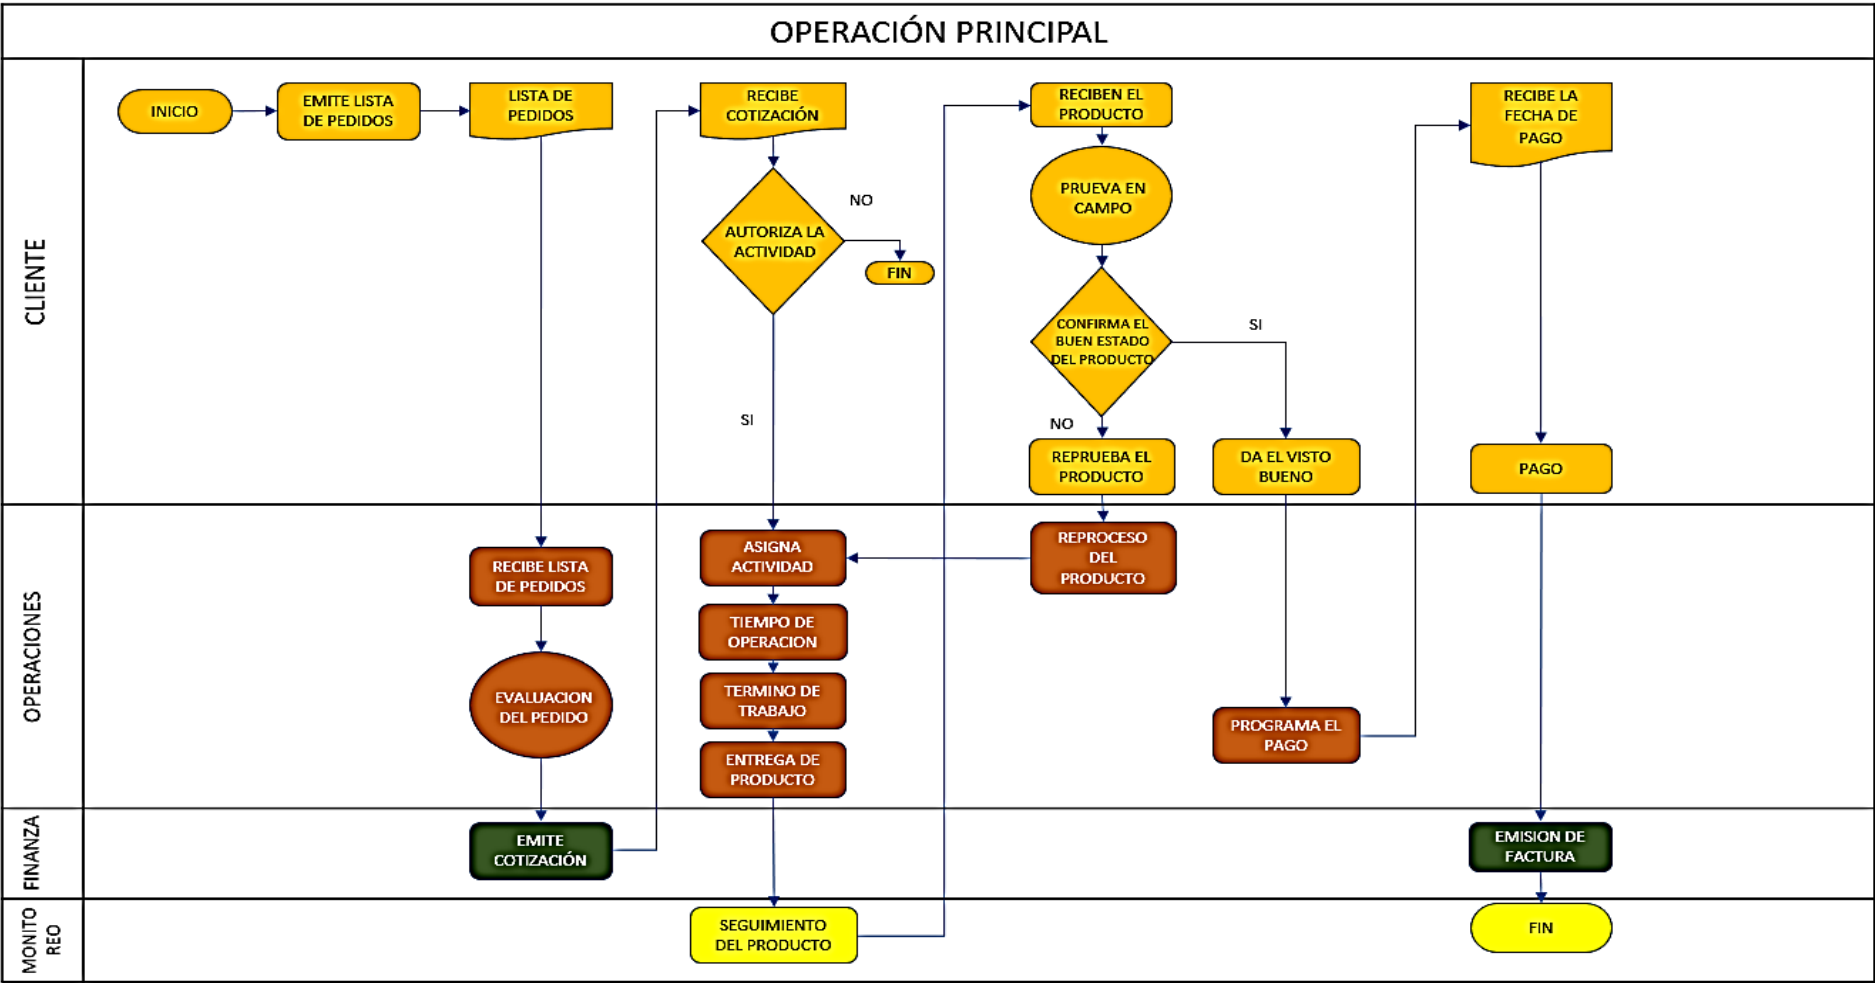 OPERACIÓN PRINCIPAL
CLIENTE
INICIO
EMITE LISTA
DE PEDIDOS
LISTA DE
PEDIDOS
RECIBE
COTIZACIÓN
AUTORIZA LA
ACTIVIDAD
NO
FIN
SI
RECIBEN EL
PRODUCTO
PRUEVA EN
CAMPO
CONFIRMA EL
BUEN ESTADO
DEL PRODUCTO
SI
NO
REPRUEBA EL
PRODUCTO
DA EL VISTO
BUENO
RECIBE LA
FECHA DE
PAGO
PAGO
OPERACIONES
RECIBE LISTA
DE PEDIDOS
EVALUACION
DEL PEDIDO
ASIGNA
ACTIVIDAD
TIEMPO DE
OPERACION
TERMINO DE
TRABAJO
ENTREGA DE
PRODUCTO
REPROCESO
DEL
PRODUCTO
PROGRAMA EL
PAGO
FINANZA
EMITE
COTIZACIÓN
EMISION DE
FACTURA
MONITO
REO
SEGUIMIENTO
DEL PRODUCTO
FIN